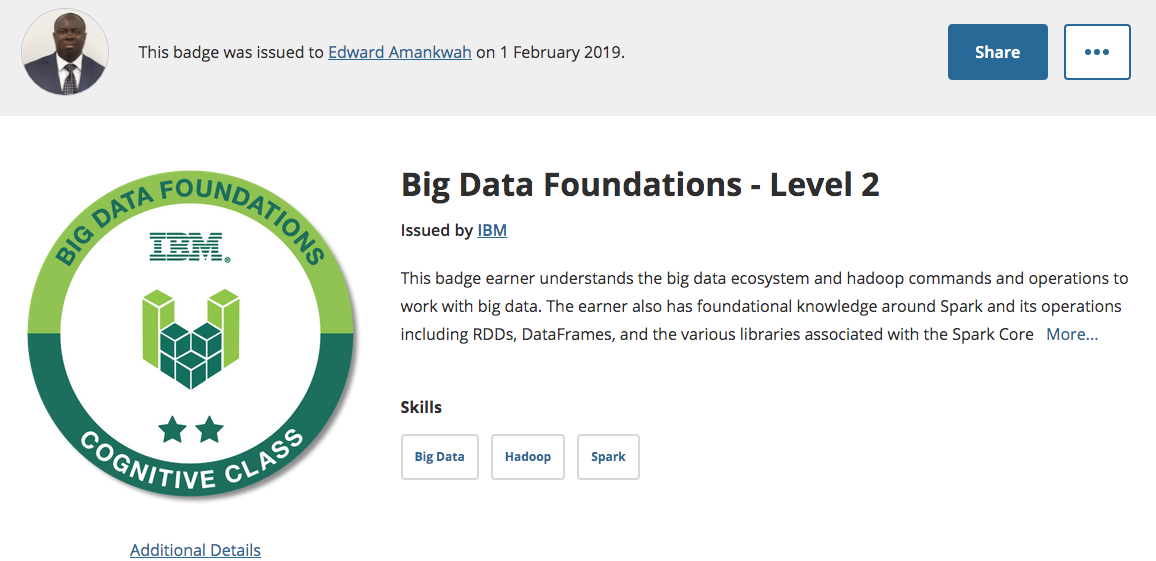 This badge was issued to Edward Amankwah on 1 February 2019.
Share
BIG DATA FOUNDATIONS
IBM®
COGNITIVE CLASS
Additional Details
Big Data Foundations - Level 2
Issued by IBM
This badge earner understands the big data ecosystem and hadoop commands and operations to
work with big data. The earner also has foundational knowledge around Spark and its operations
including RDDs, DataFrames, and the various libraries associated with the Spark Core More...
Skills
Big Data Hadoop Spark